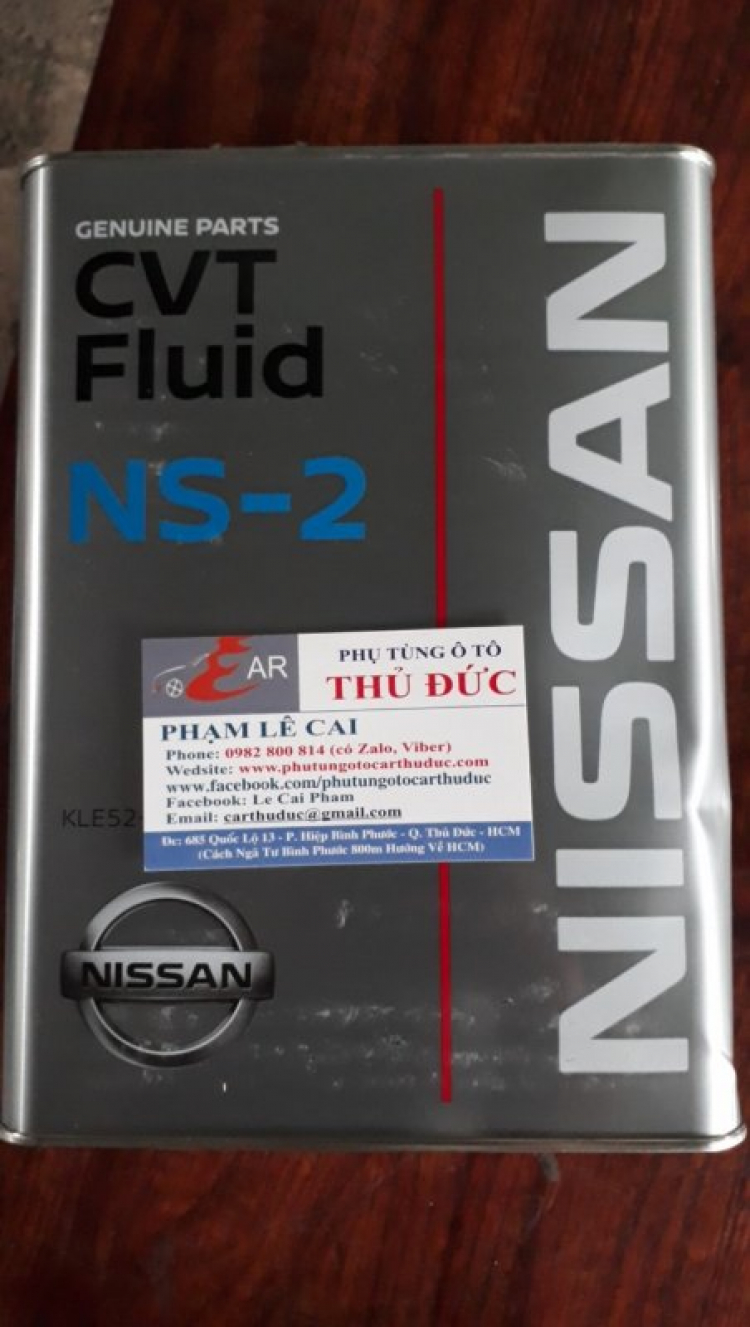 GENUINE PARTS
CVT
Fluid
NS-2
NISSAN
EAR
PHỤ TÙNG Ô TÔ
THỦ ĐỨC
PHẠM LÊ CAI
Phone: 0982 800 814 (có Zalo, Viber)
Wedsite: www.phutungotocarthuduc.com
www.facebook.com/phutungotocarthuduc
Facebook: Le Cai Pham
Email: carthuduc@gmail.com
Đc: 685 Quốc Lộ 13 - P. Hiệp Bình Phước - Q. Thủ Đức - HCM
(Cách Ngã Tư Bình Phước 800m Hướng Về HCM)
KLE52
NISSAN